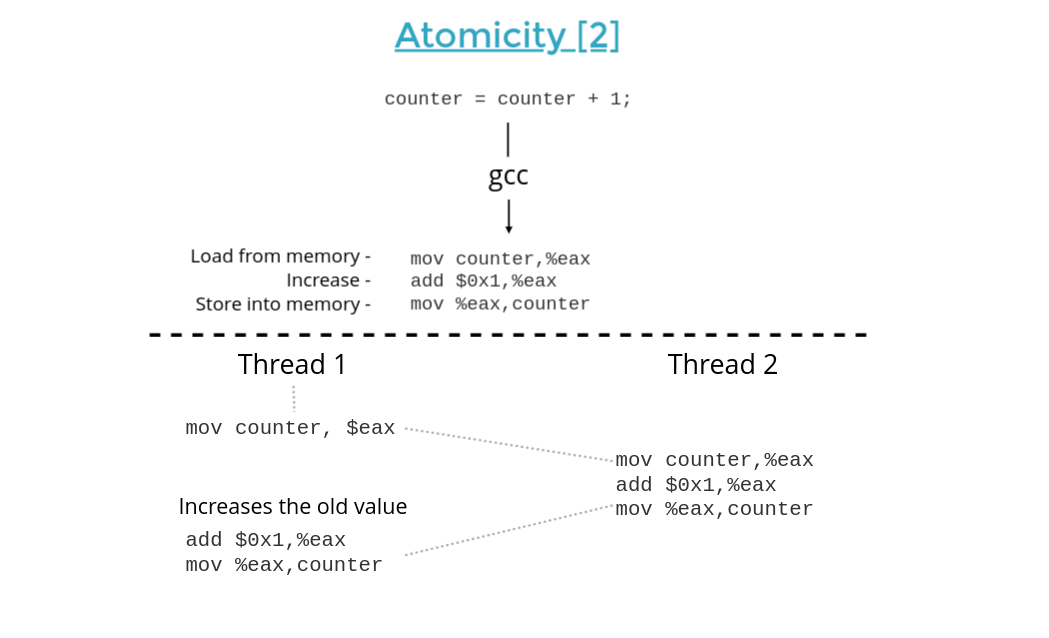 Atomicity [2]
counter = counter + 1;
gcc
Load from memory - mov counter,%eax
Increase - add $0x1,%eax
Store into memory - mov %eax,counter
Thread 1
mov counter, $eax
Thread 2
mov counter,%eax
add $0x1,%eax
mov %eax,counter
Increases the old value
add $0x1,%eax
mov %eax,counter